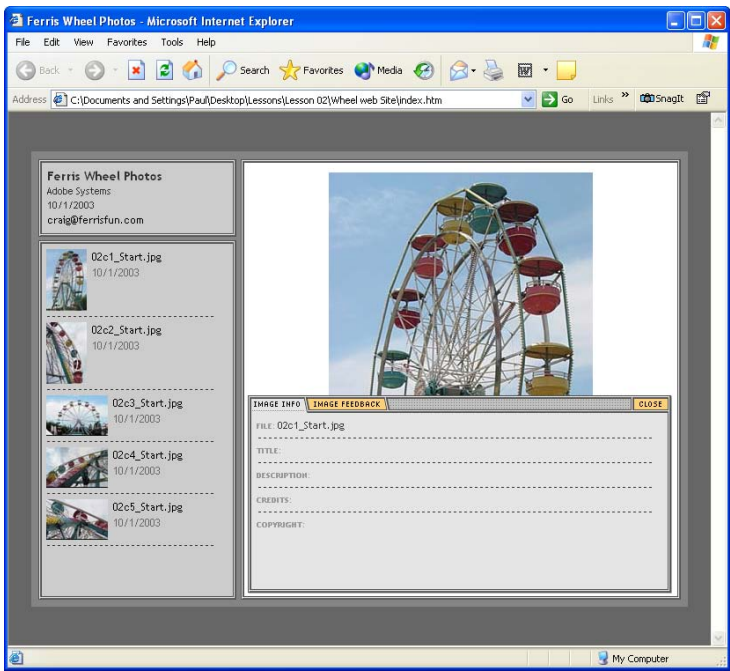 Ferris Wheel Photos - Microsoft Internet Explorer
File Edit View Favorites Tools Help
Back Search Favorites Media
Address C:\Documents and Settings\Paul\Desktop\Lessons\Lesson 02\Wheel web Site\index.htm Go Links » SnagIt
Ferris Wheel Photos
Adobe Systems
10/1/2003
craig@ferrisfun.com
02c1_Start.jpg
10/1/2003
02c2_Start.jpg
10/1/2003
02c3_Start.jpg
10/1/2003
02c4_Start.jpg
10/1/2003
02c5_Start.jpg
10/1/2003
IMAGE INFO IMAGE FEEDBACK CLOSE
FILE: 02c1_Start.jpg
TITLE:
DESCRIPTION:
CREDITS:
COPYRIGHT:
My Computer